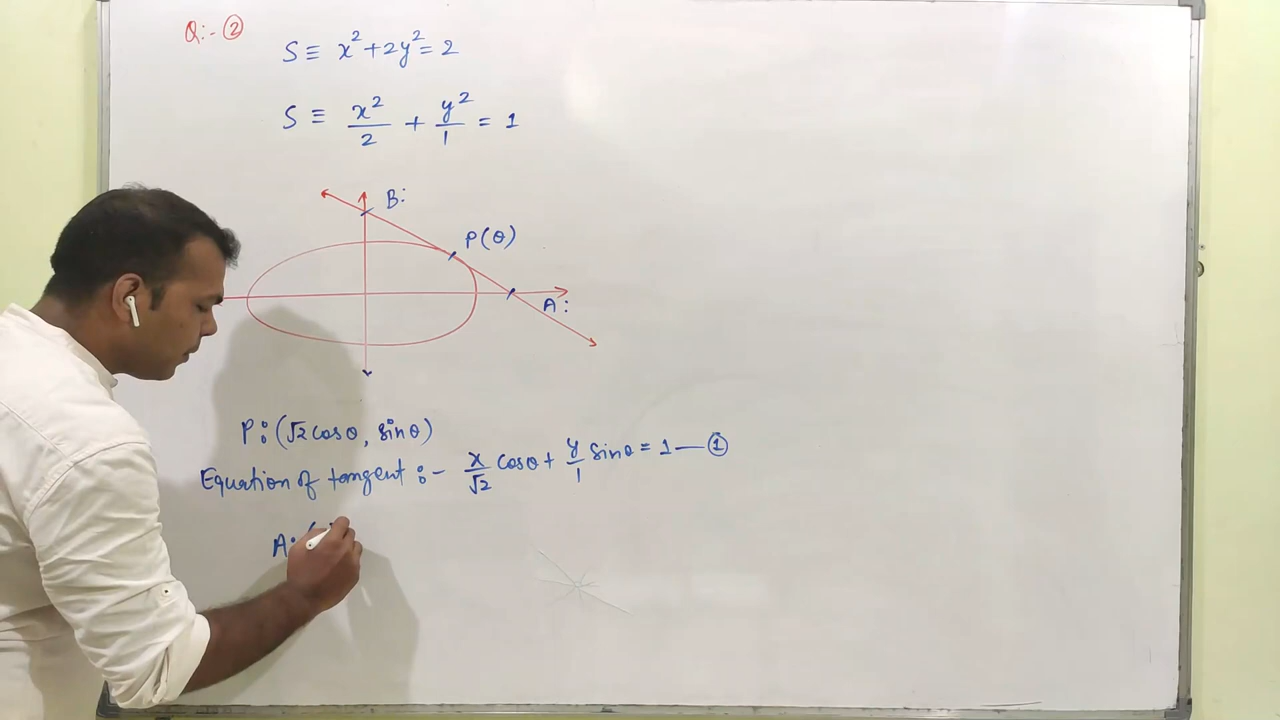 Q:- ②
S ≡ x² + 2y² = 2
S ≡ x²/2 + y²/1 = 1
B:
P(θ)
A:
P: (√2 cosθ, sinθ)
Equation of tangent :- x/√2 cosθ + y/1 sinθ = 1 — ①
A: (